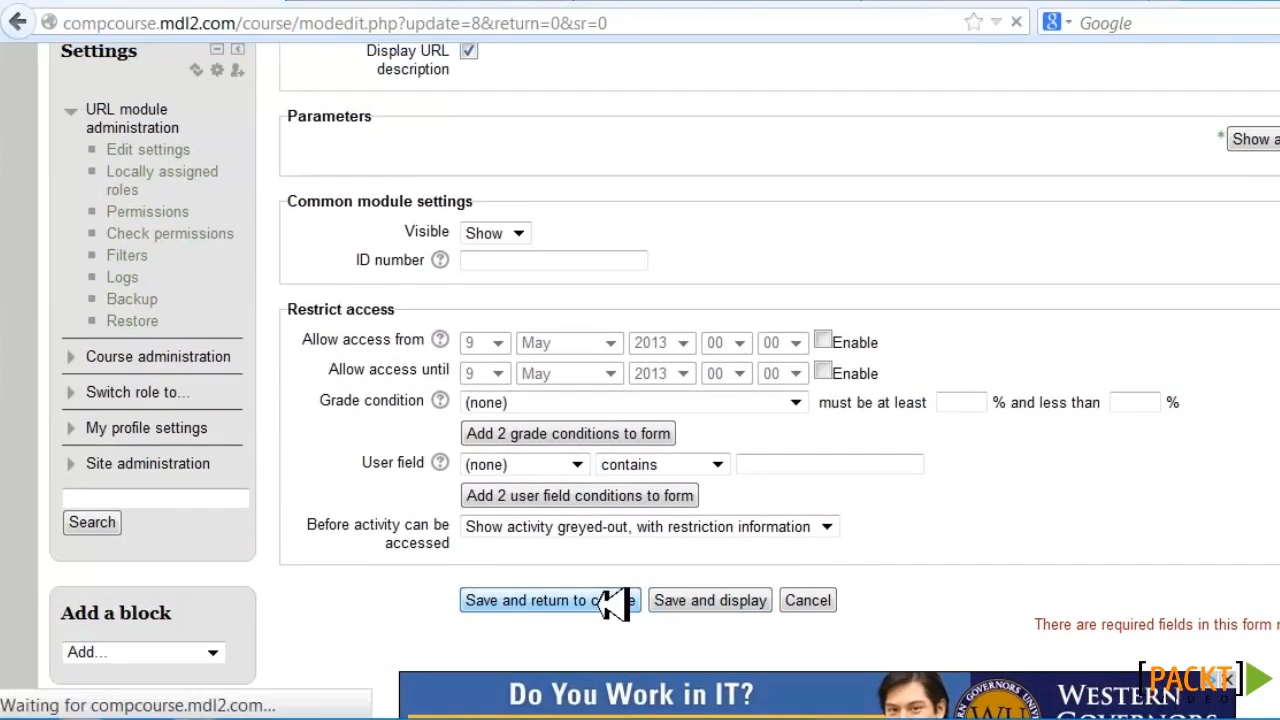 compcourse.mdl2.com/course/modedit.php?update=8&return=0&sr=0
Google
Settings
URL module
administration
Edit settings
Locally assigned
roles
Permissions
Check permissions
Filters
Logs
Backup
Restore
Course administration
Switch role to...
My profile settings
Site administration
Search
Add a block
Add...
Display URL
description
Parameters
* Show a
Common module settings
Visible Show
ID number
Restrict access
Allow access from 9 May 2013 00 00 Enable
Allow access until 9 May 2013 00 00 Enable
Grade condition (none) must be at least % and less than %
Add 2 grade conditions to form
User field (none) contains
Add 2 user field conditions to form
Before activity can be
accessed
Show activity greyed-out, with restriction information
Save and return to Save and display Cancel
There are required fields in this form
Waiting for compcourse.mdl2.com...
Do You Work in IT?
WESTERN
[PACKT]
VIDEO